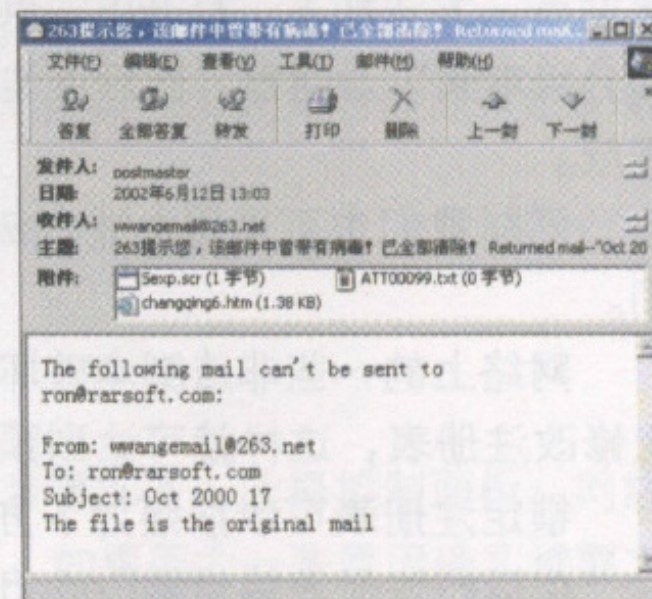 263提示您,该邮件中曾带有病毒!已全部清除! Returned mail
文件(F) 编辑(E) 查看(V) 工具(T) 邮件(M) 帮助(H)
答复 全部答复 转发 打印 删除 上一封 下一封
发件人: postmaster
日期: 2002年6月12日 13:03
收件人: wwangemail@263.net
主题: 263提示您,该邮件中曾带有病毒!已全部清除! Returned mail--"Oct 20
附件: Sexp.scr (1 字节) ATT00099.txt (0 字节)
changqing6.htm (1.38 KB)
The following mail can't be sent to
ron@rarsoft.com:
From: wwangemail@263.net
To: ron@rarsoft.com
Subject: Oct 2000 17
The file is the original mail